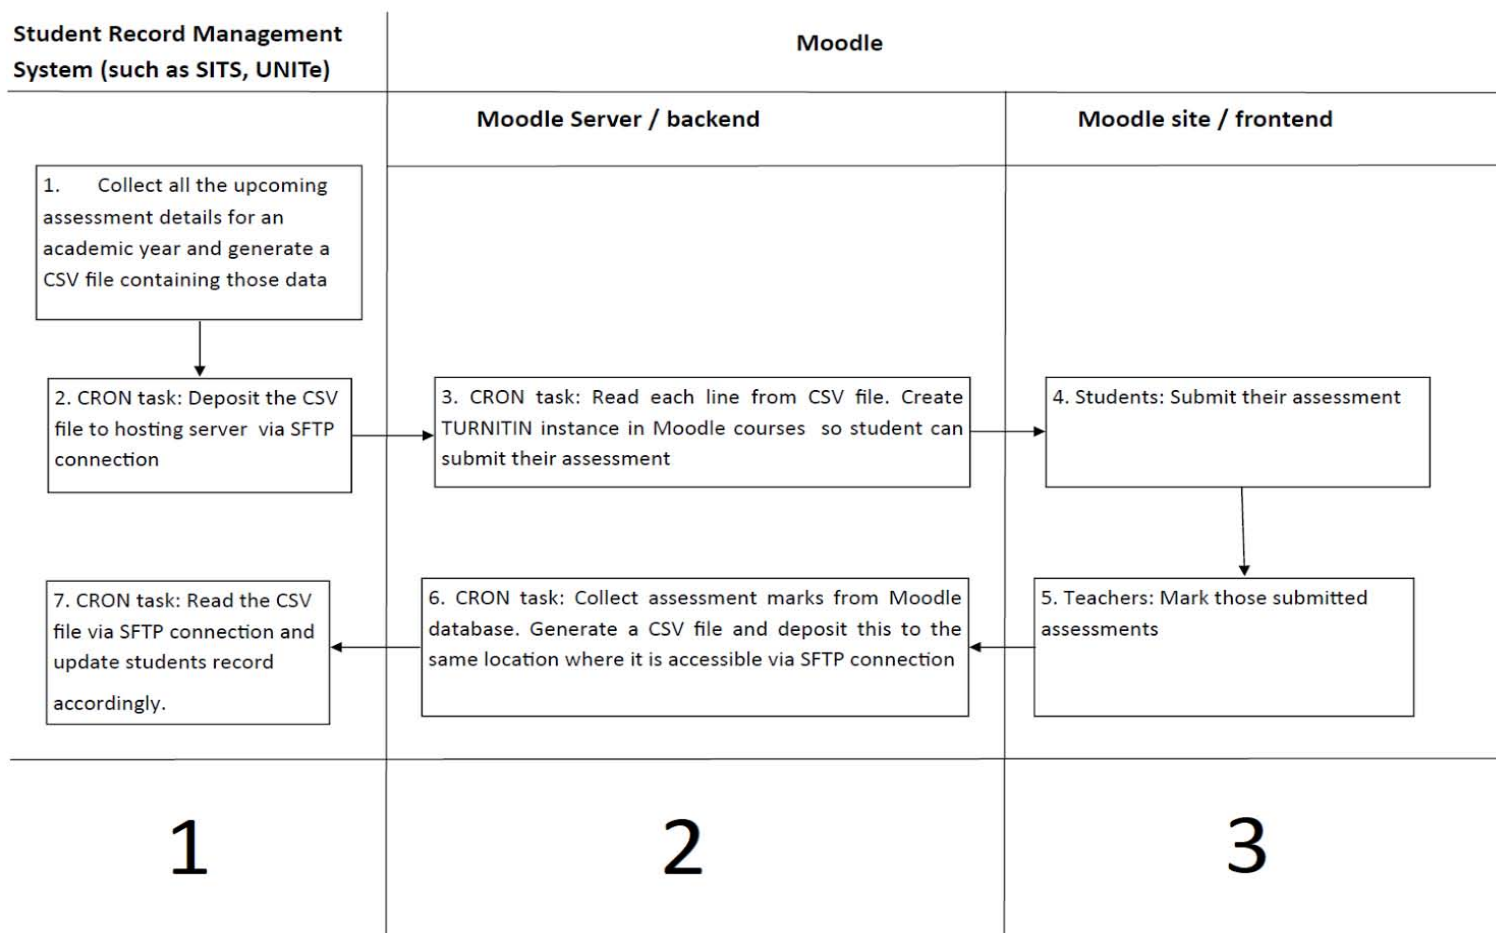 Student Record Management
System (such as SITS, UNITe)
Moodle
Moodle Server / backend
Moodle site / frontend
1. Collect all the upcoming
assessment details for an
academic year and generate a
CSV file containing those data
2. CRON task: Deposit the CSV
file to hosting server via SFTP
connection
3. CRON task: Read each line from CSV file. Create
TURNITIN instance in Moodle courses so student can
submit their assessment
4. Students: Submit their assessment
5. Teachers: Mark those submitted
assessments
6. CRON task: Collect assessment marks from Moodle
database. Generate a CSV file and deposit this to the
same location where it is accessible via SFTP connection
7. CRON task: Read the CSV
file via SFTP connection and
update students record
accordingly.
1
2
3